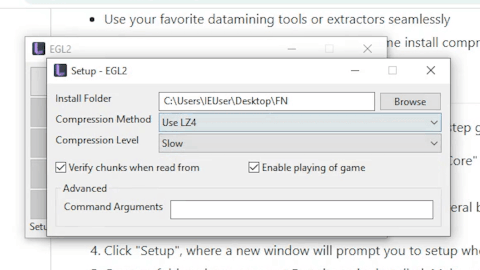 Use your favorite datamining tools or extractors seamlessly
EGL2
ne install compr
Setup - EGL2
Install Folder
C:\Users\IEUser\Desktop\FN
Browse
Compression Method
Use LZ4
tep g
Compression Level
Slow
Core"
Verify chunks when read from
Enable playing of game
Advanced
Command Arguments
eral b
Setu
4. Click "Setup", where a new window will prompt you to setup whe